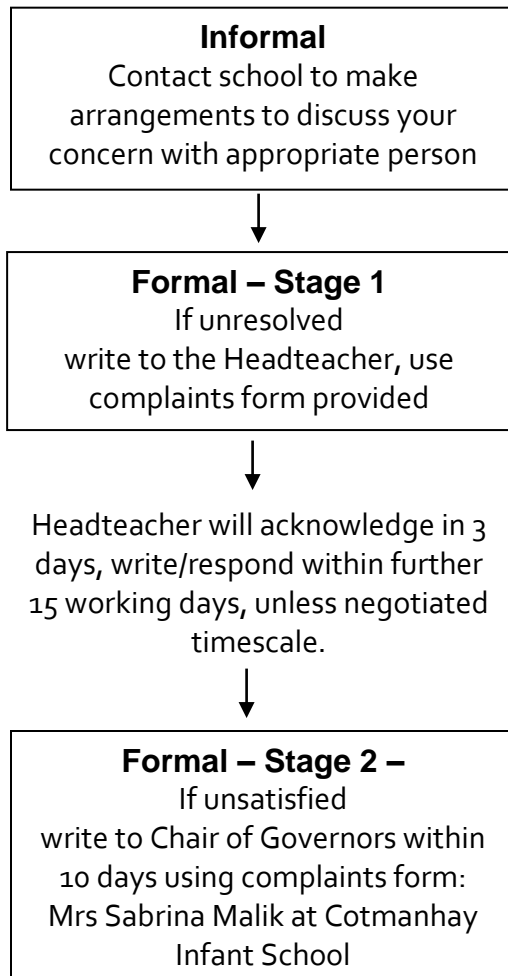 Informal
Contact school to make
arrangements to discuss your
concern with appropriate person
Formal – Stage 1
If unresolved
write to the Headteacher, use
complaints form provided
Headteacher will acknowledge in 3
days, write/respond within further
15 working days, unless negotiated
timescale.
Formal – Stage 2 –
If unsatisfied
write to Chair of Governors within
10 days using complaints form:
Mrs Sabrina Malik at Cotmanhay
Infant School